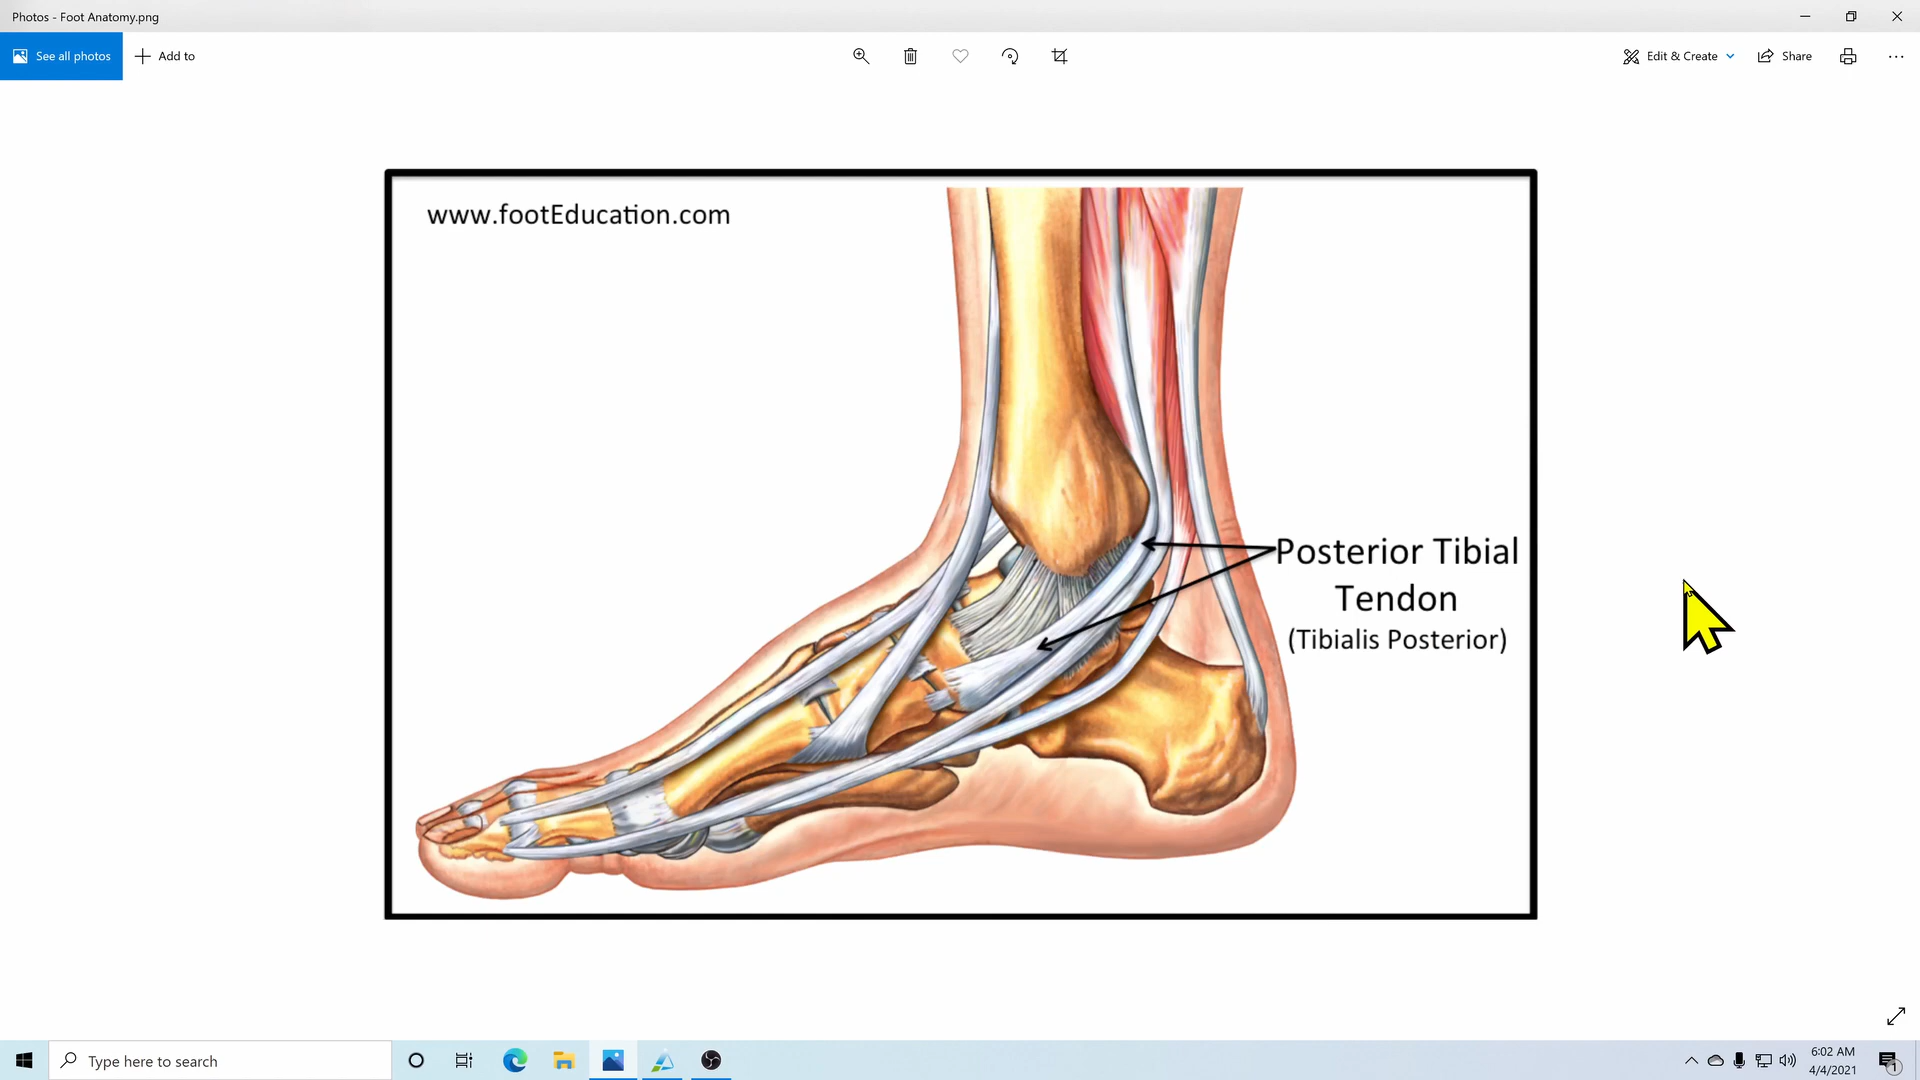 Photos - Foot Anatomy.png
See all photos
Add to
Edit & Create
Share
www.footEducation.com
Posterior Tibial
Tendon
(Tibialis Posterior)
Type here to search
6:02 AM
4/4/2021
1